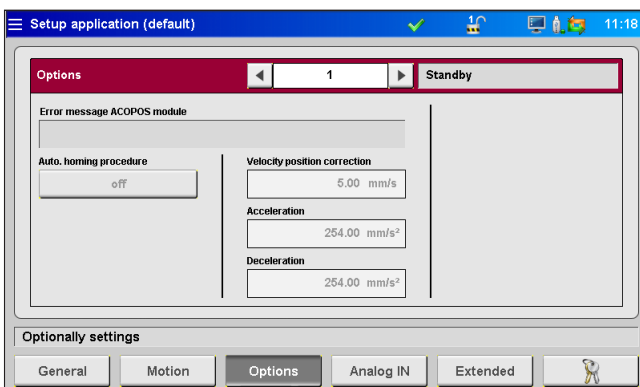 Setup application (default)
11:18
Options
1
Standby
Error message ACOPOS module
Auto. homing procedure
off
Velocity position correction
5.00 mm/s
Acceleration
254.00 mm/s²
Deceleration
254.00 mm/s²
Optionally settings
General
Motion
Options
Analog IN
Extended